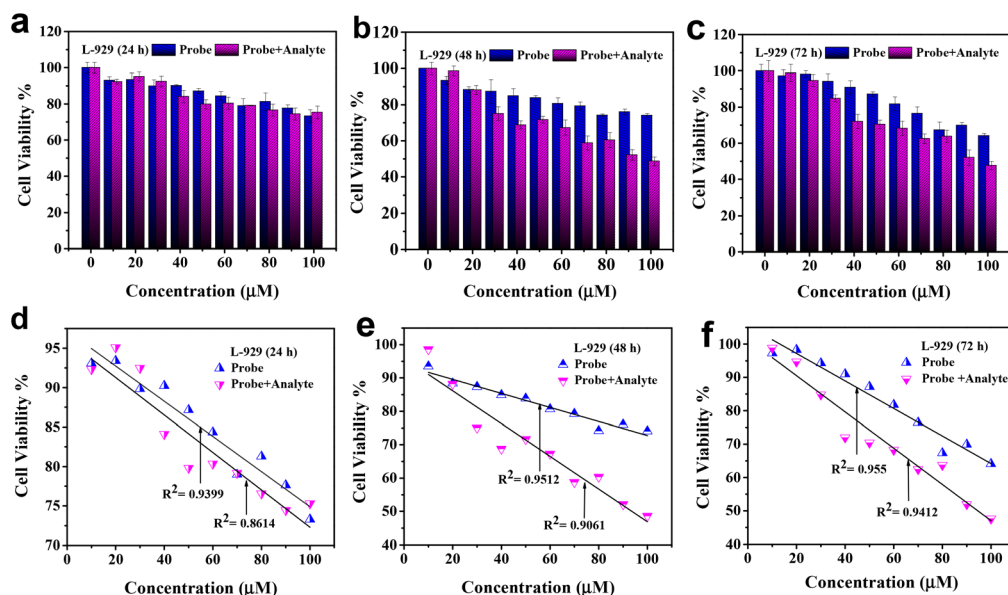 a
L-929 (24 h) Probe Probe+Analyte
120
100
80
60
40
20
0
0 20 40 60 80 100
Cell Viability %
Concentration (µM)
b
L-929 (48 h) Probe Probe+Analyte
120
100
80
60
40
20
0
0 20 40 60 80 100
Cell Viability %
Concentration (µM)
c
L-929 (72 h) Probe Probe+Analyte
120
100
80
60
40
20
0
0 20 40 60 80 100
Cell Viability %
Concentration (µM)
d
L-929 (24 h)
Probe
Probe+Analyte
100
95
90
85
80
75
70
R²= 0.9399
R²= 0.8614
0 20 40 60 80 100
Cell Viability %
Concentration (µM)
e
L-929 (48 h)
Probe
Probe+Analyte
100
90
80
70
60
50
40
R²= 0.9512
R²= 0.9061
0 20 40 60 80 100
Cell Viability %
Concentration (µM)
f
L-929 (72 h)
Probe
Probe +Analyte
100
90
80
70
60
50
40
R²= 0.955
R²= 0.9412
0 20 40 60 80 100
Cell Viability %
Concentration (µM)